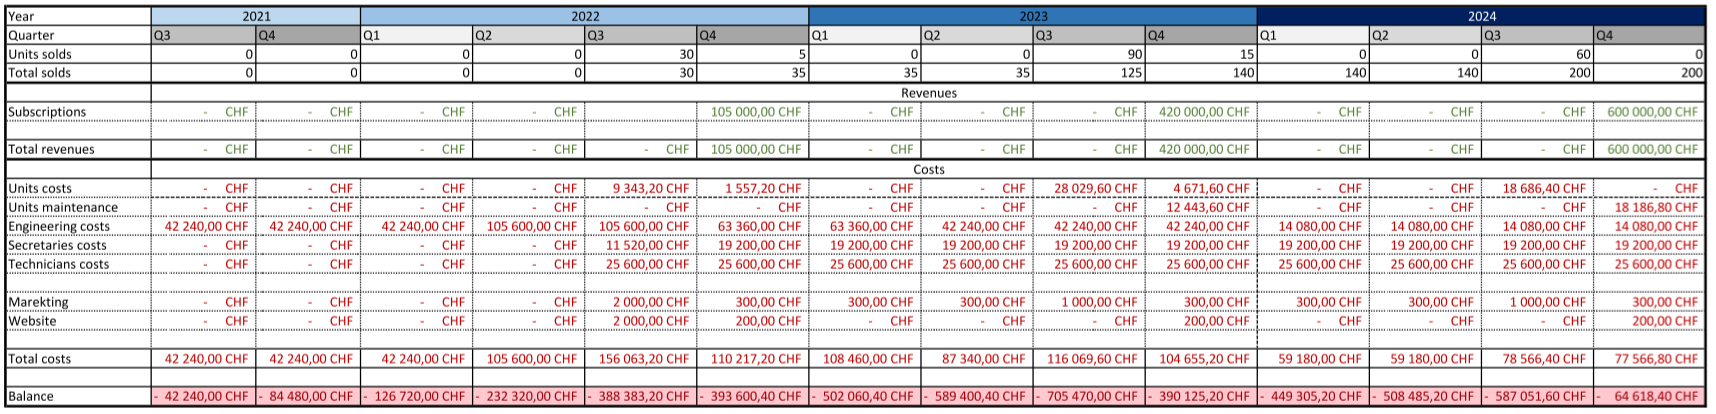 Year 2021 2022 2023 2024
Quarter Q3 Q4 Q1 Q2 Q3 Q4 Q1 Q2 Q3 Q4 Q1 Q2 Q3 Q4
Units solds 0 0 0 0 30 5 0 0 90 15 0 0 60 0
Total solds 0 0 0 0 30 35 35 35 125 140 140 140 200 200
Revenues
Subscriptions - CHF - CHF - CHF - CHF 105 000,00 CHF - CHF - CHF - CHF 420 000,00 CHF - CHF - CHF - CHF 600 000,00 CHF
Total revenues - CHF - CHF - CHF - CHF - CHF 105 000,00 CHF - CHF - CHF - CHF 420 000,00 CHF - CHF - CHF - CHF 600 000,00 CHF
Costs
Units costs - CHF - CHF - CHF - CHF 9 343,20 CHF 1 557,20 CHF - CHF - CHF 28 029,60 CHF 4 671,60 CHF - CHF - CHF 18 686,40 CHF - CHF
Units maintenance - CHF - CHF - CHF - CHF - CHF - CHF - CHF - CHF - CHF 12 443,60 CHF - CHF - CHF - CHF 18 186,80 CHF
Engineering costs 42 240,00 CHF 42 240,00 CHF 42 240,00 CHF 105 600,00 CHF 105 600,00 CHF 63 360,00 CHF 63 360,00 CHF 42 240,00 CHF 42 240,00 CHF 42 240,00 CHF 14 080,00 CHF 14 080,00 CHF 14 080,00 CHF 14 080,00 CHF
Secretaries costs - CHF - CHF - CHF - CHF 11 520,00 CHF 19 200,00 CHF 19 200,00 CHF 19 200,00 CHF 19 200,00 CHF 19 200,00 CHF 19 200,00 CHF 19 200,00 CHF 19 200,00 CHF 19 200,00 CHF
Technicians costs - CHF - CHF - CHF - CHF 25 600,00 CHF 25 600,00 CHF 25 600,00 CHF 25 600,00 CHF 25 600,00 CHF 25 600,00 CHF 25 600,00 CHF 25 600,00 CHF 25 600,00 CHF 25 600,00 CHF
Marekting - CHF - CHF - CHF - CHF 2 000,00 CHF 300,00 CHF 300,00 CHF 300,00 CHF 1 000,00 CHF 300,00 CHF 300,00 CHF 300,00 CHF 1 000,00 CHF 300,00 CHF
Website - CHF - CHF - CHF - CHF 2 000,00 CHF 200,00 CHF - CHF - CHF - CHF 200,00 CHF - CHF - CHF - CHF 200,00 CHF
Total costs 42 240,00 CHF 42 240,00 CHF 42 240,00 CHF 105 600,00 CHF 156 063,20 CHF 110 217,20 CHF 108 460,00 CHF 87 340,00 CHF 116 069,60 CHF 104 655,20 CHF 59 180,00 CHF 59 180,00 CHF 78 566,40 CHF 77 566,80 CHF
Balance - 42 240,00 CHF - 84 480,00 CHF - 126 720,00 CHF - 232 320,00 CHF - 388 383,20 CHF - 393 600,40 CHF - 502 060,40 CHF - 589 400,40 CHF - 705 470,00 CHF - 390 125,20 CHF - 449 305,20 CHF - 508 485,20 CHF - 587 051,60 CHF - 64 618,40 CHF